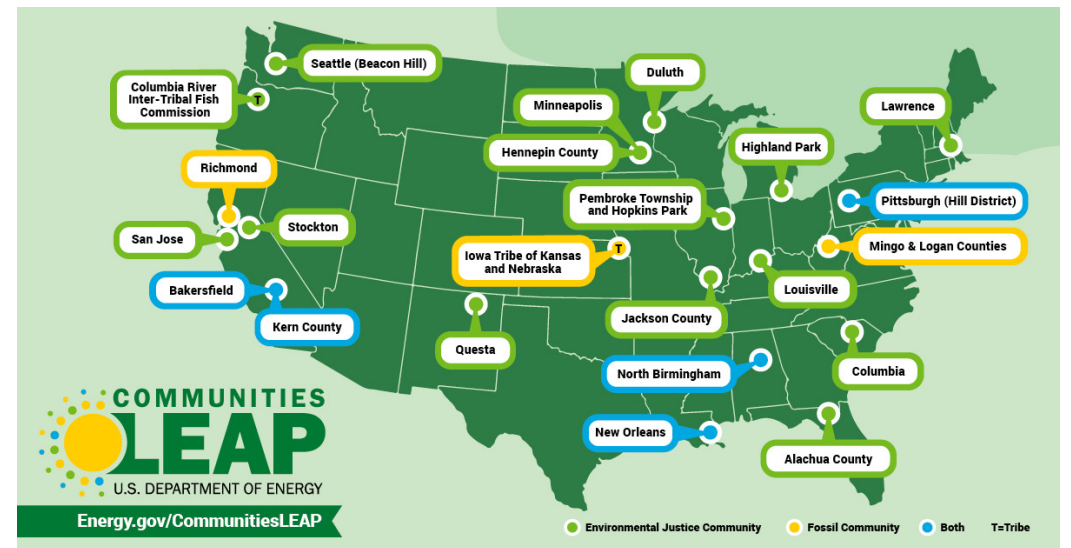 Seattle (Beacon Hill)
Columbia River
Inter-Tribal Fish
Commission
T
Duluth
Minneapolis
Lawrence
Hennepin County
Highland Park
Richmond
Pembroke Township
and Hopkins Park
Pittsburgh (Hill District)
Stockton
San Jose
Iowa Tribe of Kansas
and Nebraska
T
Mingo & Logan Counties
Bakersfield
Louisville
Kern County
Jackson County
Questa
North Birmingham
Columbia
New Orleans
Alachua County
COMMUNITIES
LEAP
U.S. DEPARTMENT OF ENERGY
Energy.gov/CommunitiesLEAP
Environmental Justice Community
Fossil Community
Both
T=Tribe